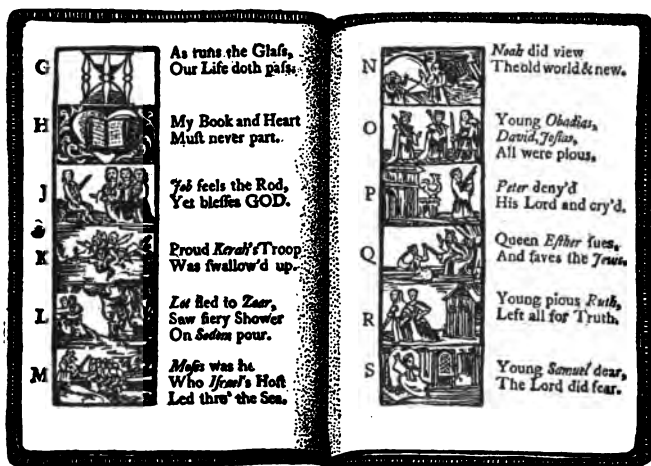 G
As runs the Glaſs,
Our Life doth paſs.
H
My Book and Heart
Muſt never part.
J
Job feels the Rod,
Yet bleſſes GOD.
K
Proud Korah's Troop
Was ſwallow'd up.
L
Lot fled to Zoar,
Saw fiery Shower
On Sodom pour.
M
Moſes was he
Who Iſrael's Hoſt
Led thro' the Sea.
N
Noah did view
The old world & new.
O
Young Obadias,
David, Joſias,
All were pious.
P
Peter deny'd
His Lord and cry'd.
Q
Queen Eſther ſues,
And ſaves the Jews.
R
Young pious Ruth,
Left all for Truth.
S
Young Samuel dear,
The Lord did fear.